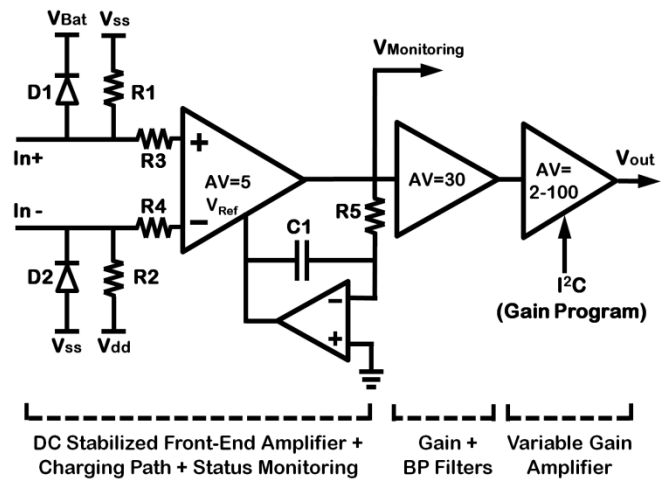 VBat
Vss
D1
R1
VMonitoring
In+
R3
+
AV=5
VRef
AV=30
AV=
2-100
Vout
In -
R4
-
R5
C1
D2
R2
-
+
I²C
(Gain Program)
Vss
Vdd
DC Stabilized Front-End Amplifier +
Charging Path + Status Monitoring
Gain +
BP Filters
Variable Gain
Amplifier